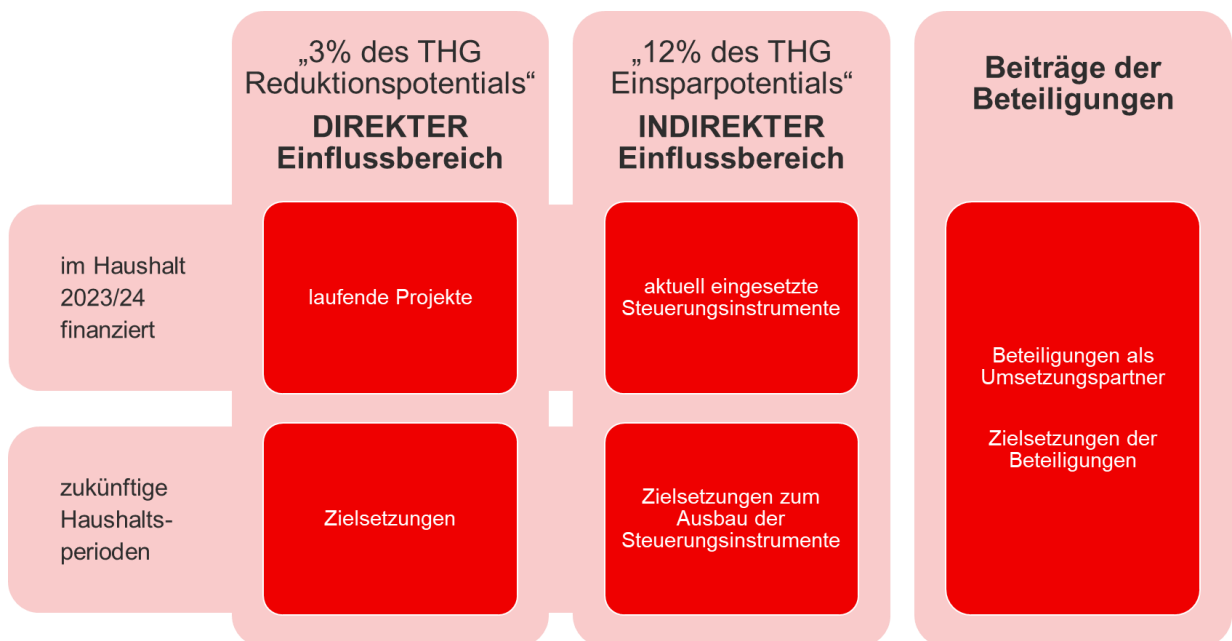 „3% des THG
Reduktionspotentials“
DIREKTER
Einflussbereich
„12% des THG
Einsparpotentials“
INDIREKTER
Einflussbereich
Beiträge der
Beteiligungen
im Haushalt
2023/24
finanziert
laufende Projekte
aktuell eingesetzte
Steuerungsinstrumente
Beteiligungen als
Umsetzungspartner
Zielsetzungen der
Beteiligungen
zukünftige
Haushalts-
perioden
Zielsetzungen
Zielsetzungen zum
Ausbau der
Steuerungsinstrumente